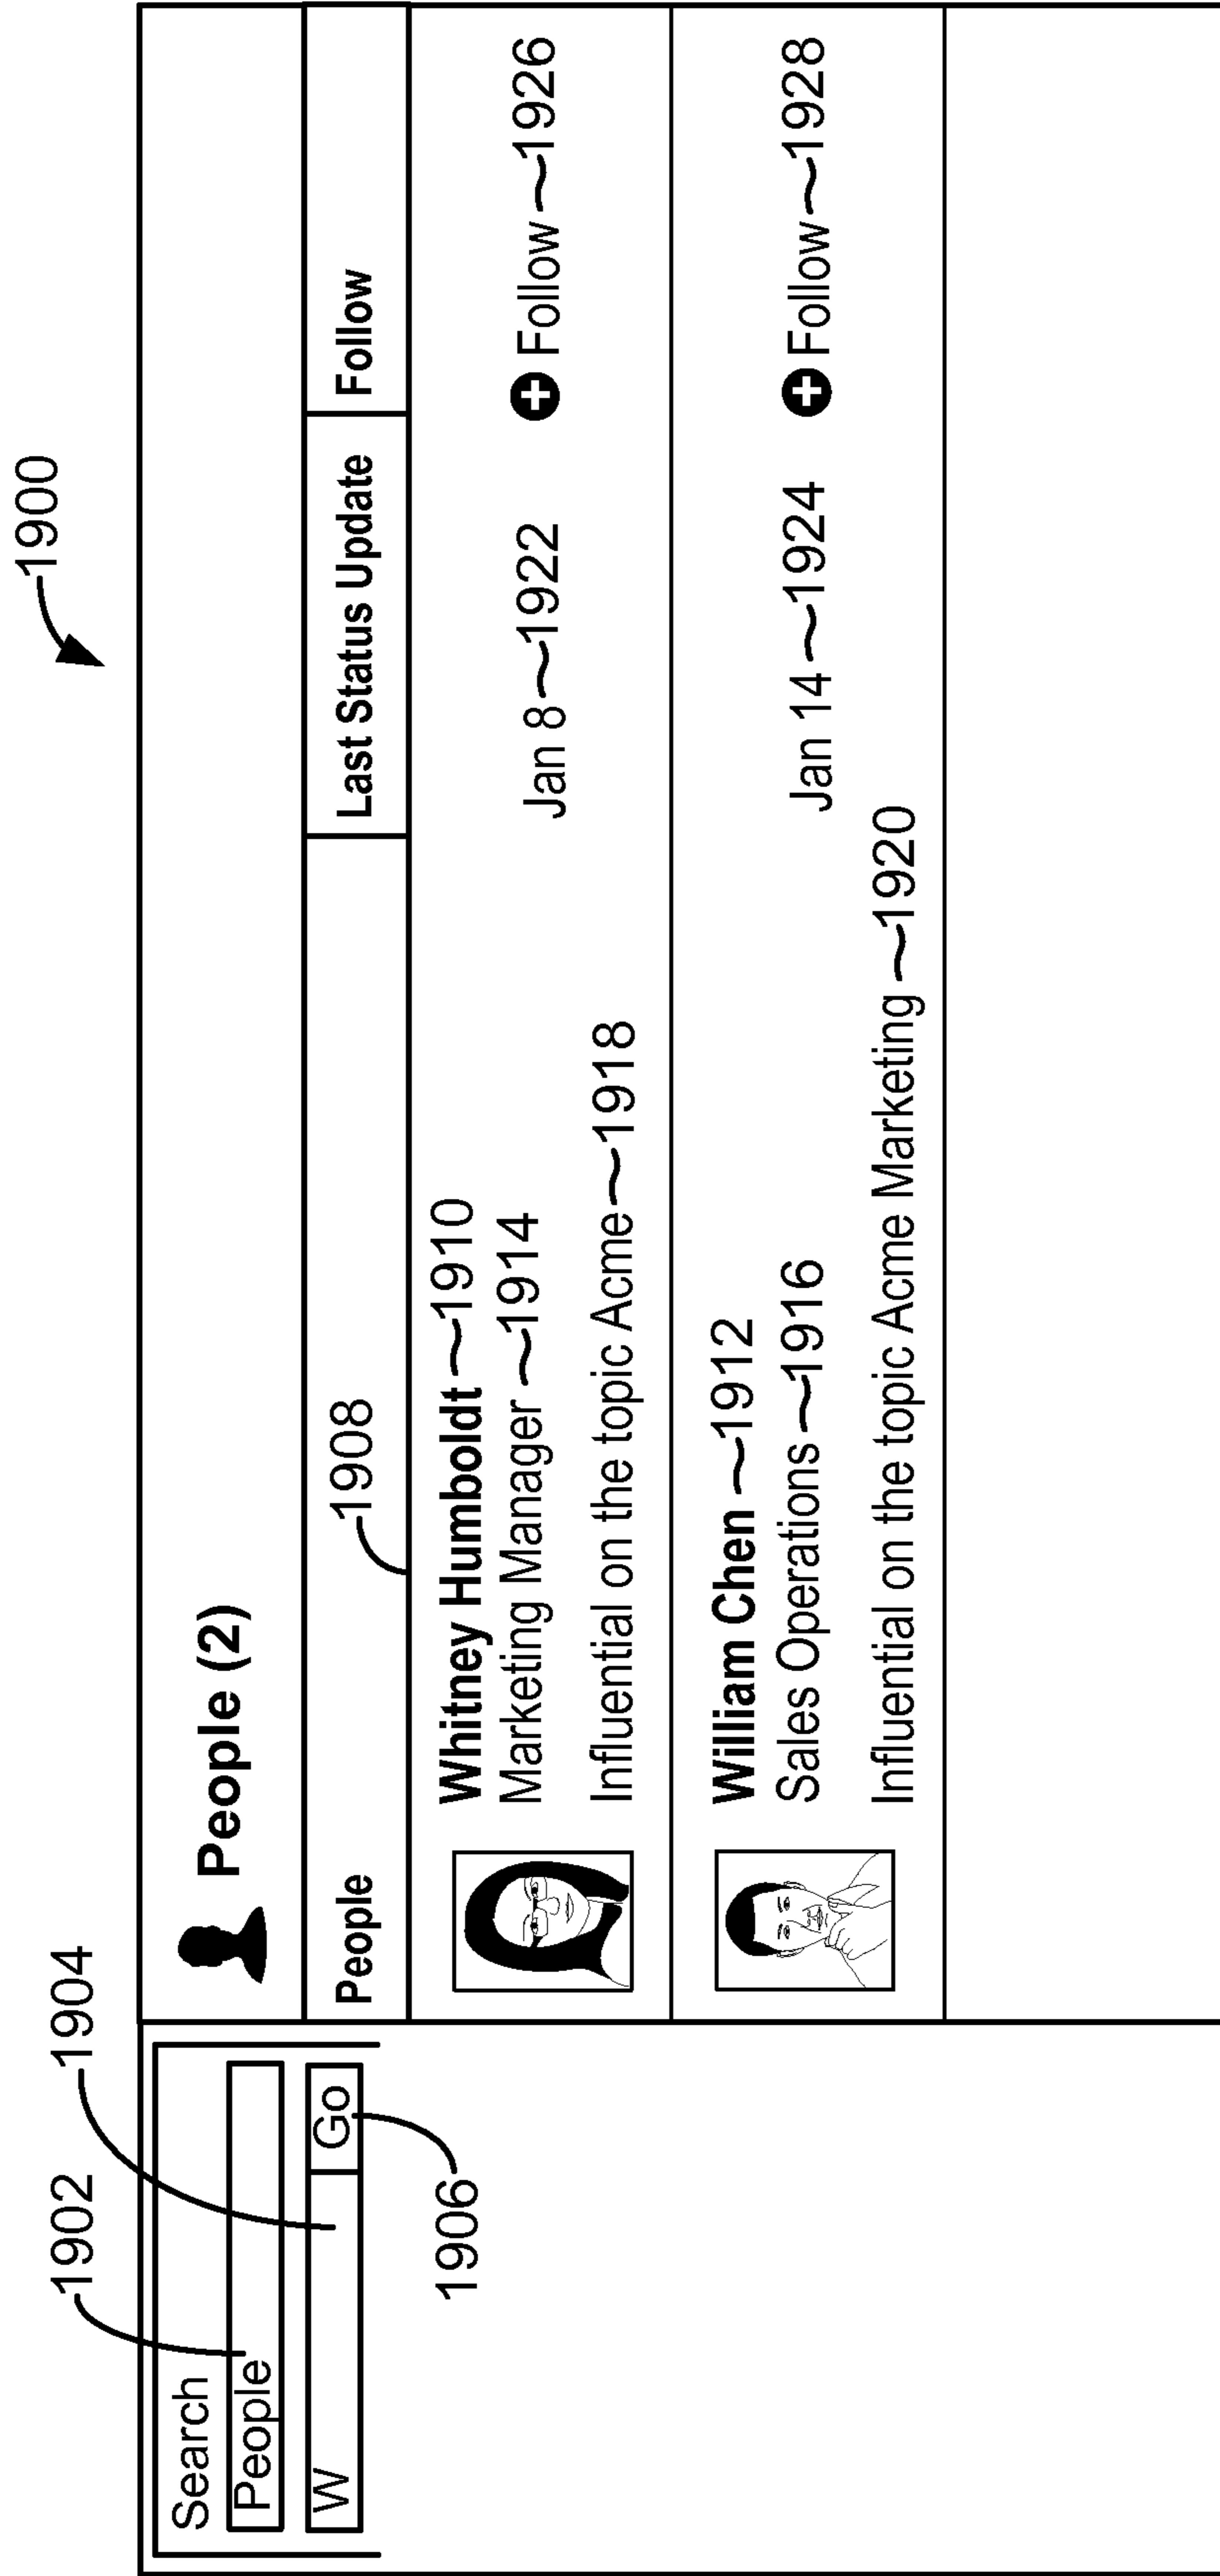 1900
1902
1904
Search
People
W Go
1906
People (2)
People Last Status Update Follow
1908
Whitney Humboldt ~1910
Marketing Manager ~1914
Jan 8 ~1922
Follow ~1926
Influential on the topic Acme ~1918
William Chen ~1912
Sales Operations ~1916
Jan 14 ~1924
Follow ~1928
Influential on the topic Acme Marketing ~1920